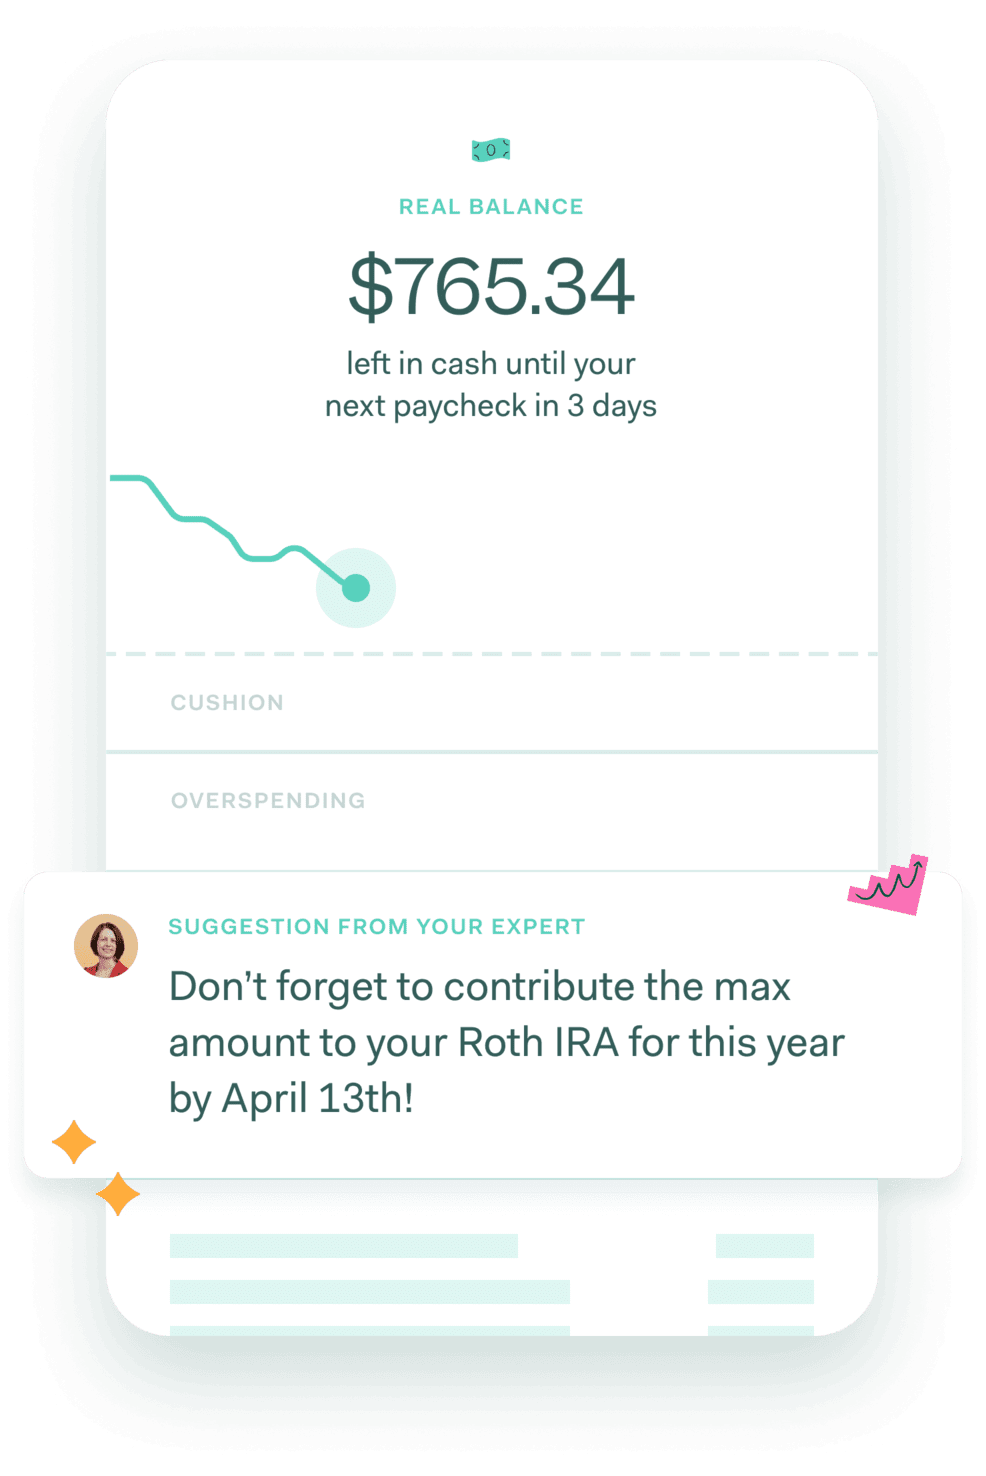 REAL BALANCE
$765.34
left in cash until your
next paycheck in 3 days
CUSHION
OVERSPENDING
SUGGESTION FROM YOUR EXPERT
Don't forget to contribute the max
amount to your Roth IRA for this year
by April 13th!